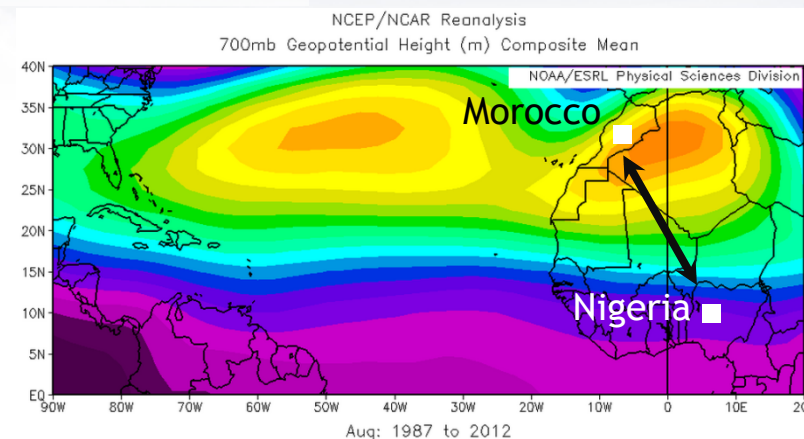 NCEP/NCAR Reanalysis
700mb Geopotential Height (m) Composite Mean
40N
NOAA/ESRL Physical Sciences Division
35N
Morocco
30N
25N
20N
15N
Nigeria
10N
5N
EQ
90W 80W 70W 60W 50W 40W 30W 20W 10W 0 10E 20
Aug: 1987 to 2012